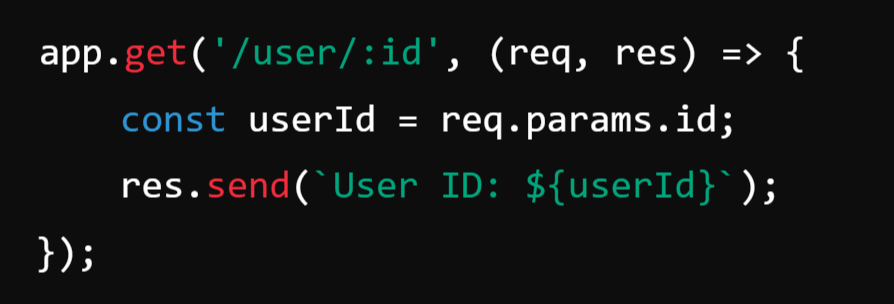 app.get('/user/:id', (req, res) => {
    const userId = req.params.id;
    res.send(`User ID: ${userId}`);
});